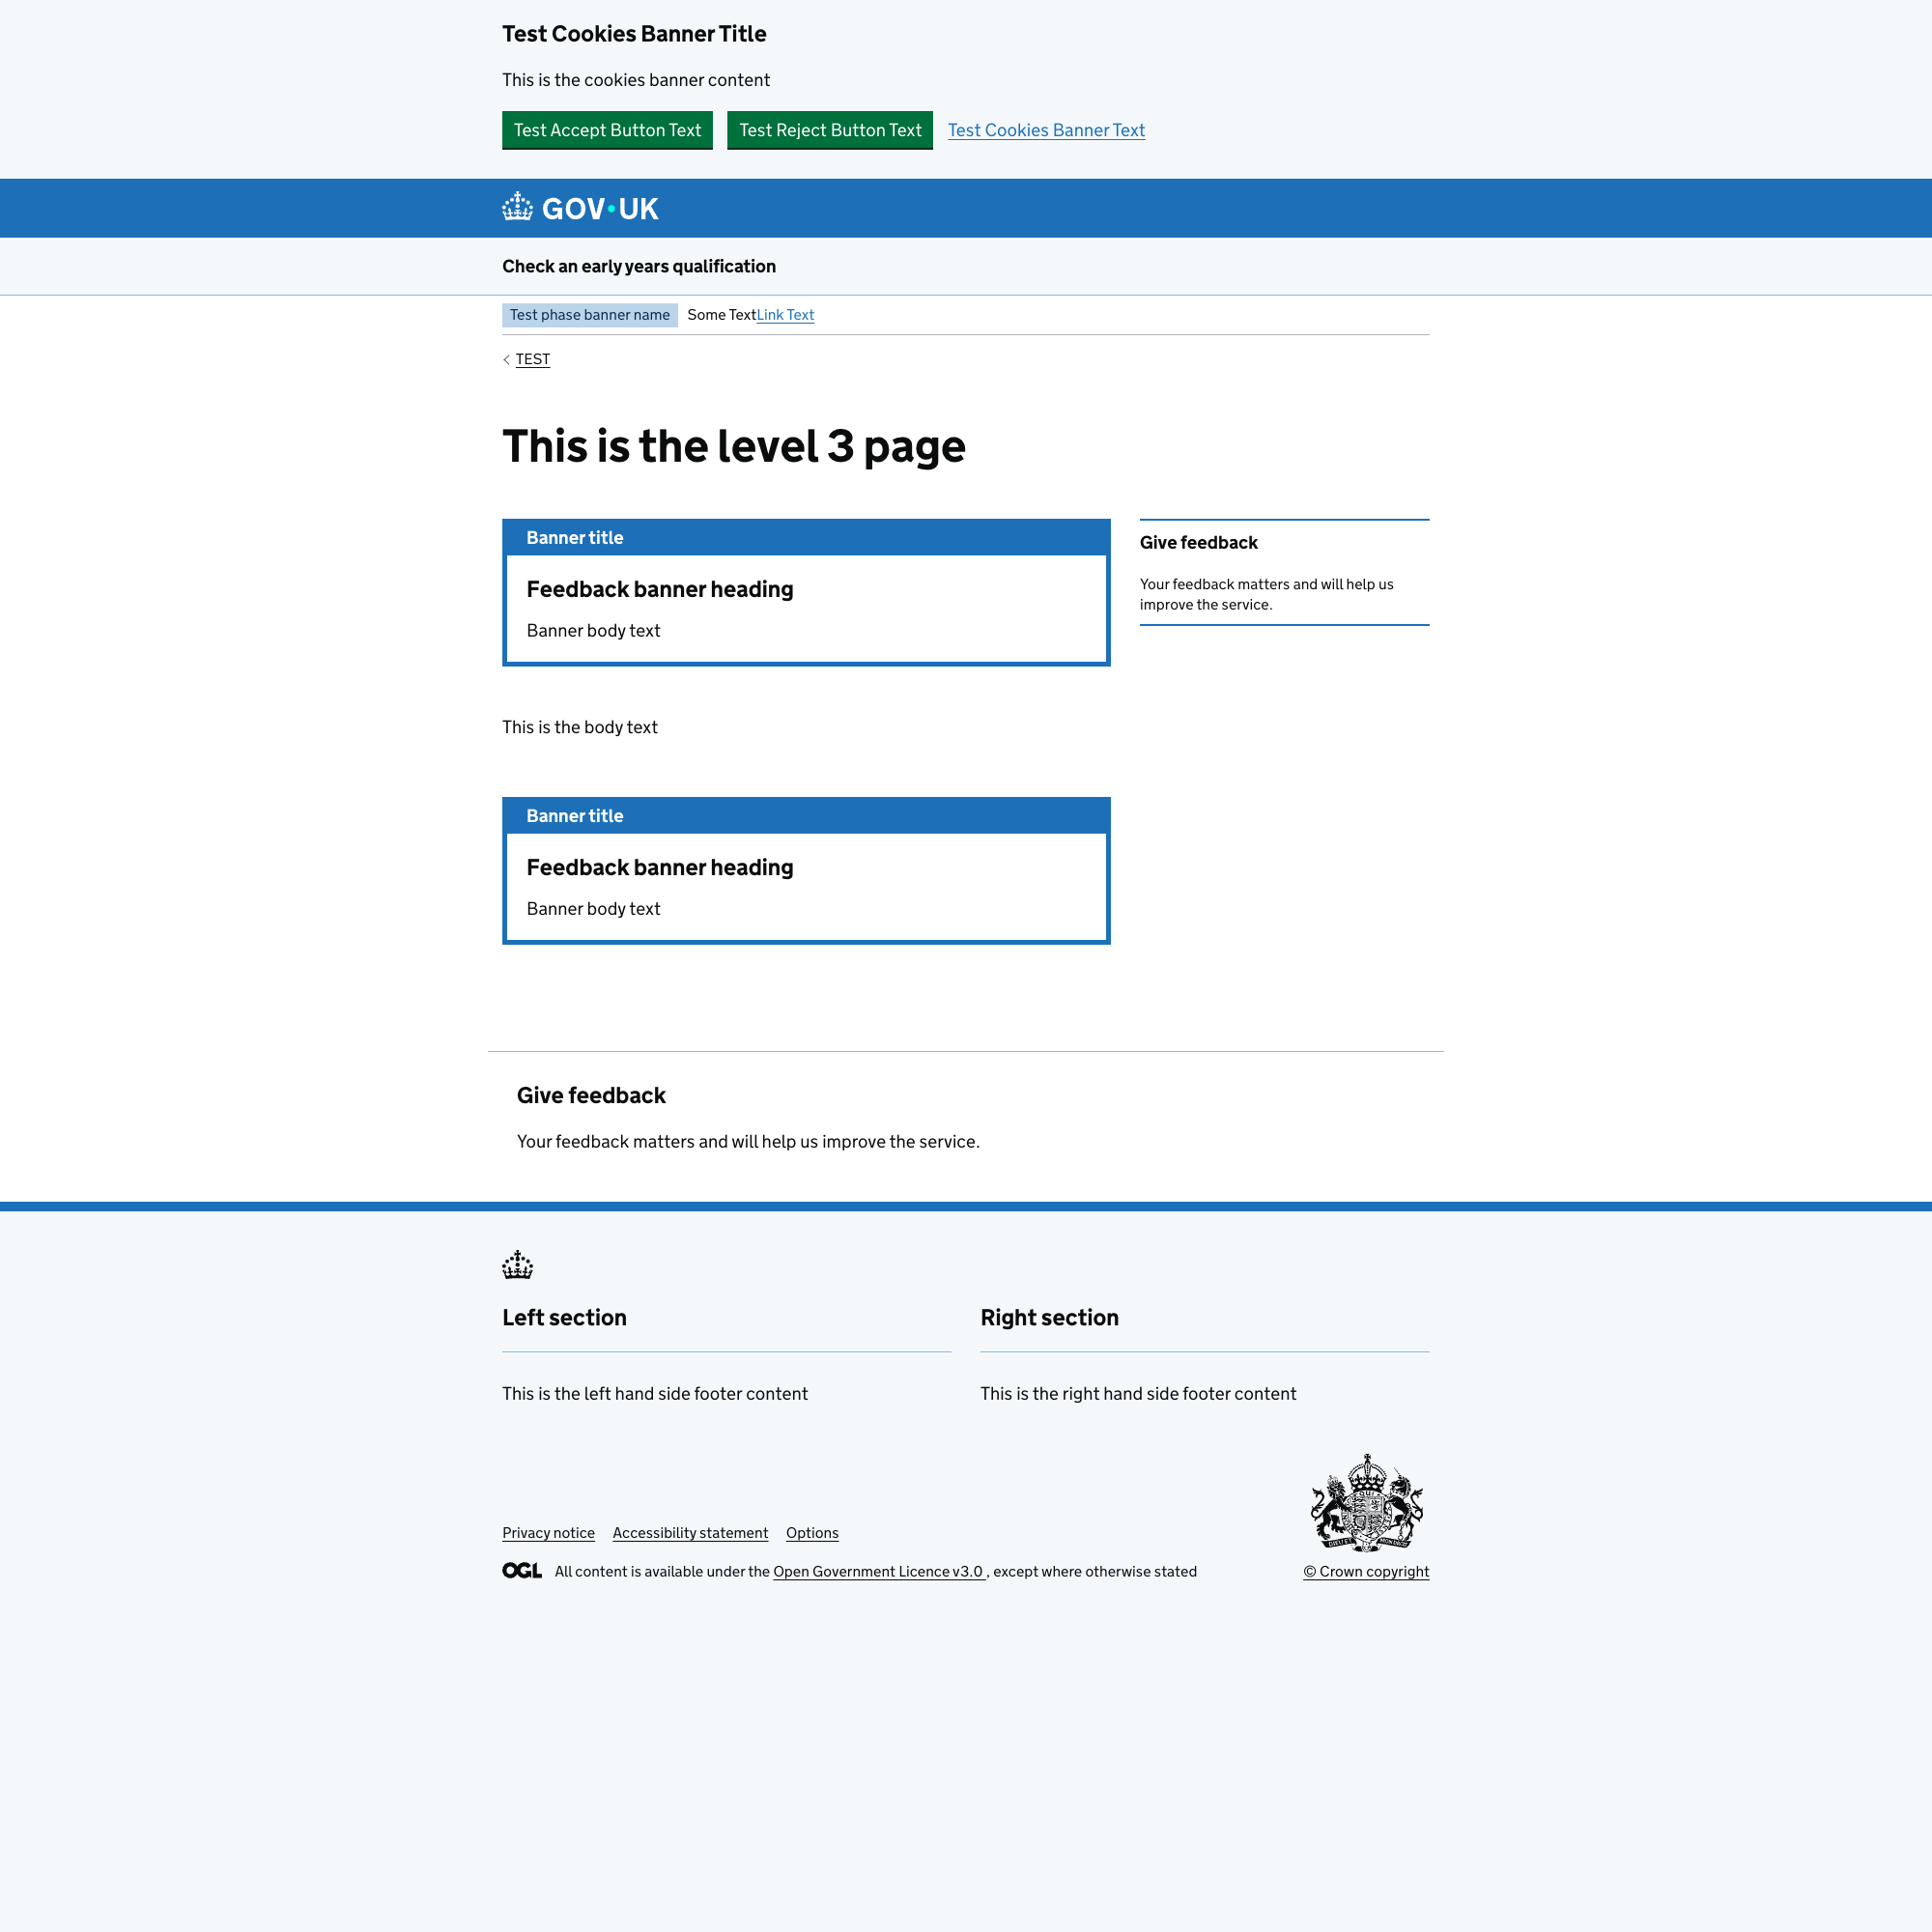 Test Cookies Banner Title
This is the cookies banner content
Test Accept Button Text Test Reject Button Text Test Cookies Banner Text
GOV·UK
Check an early years qualification
Test phase banner name Some TextLink Text
TEST
This is the level 3 page
Banner title
Feedback banner heading
Banner body text
Give feedback
Your feedback matters and will help us
improve the service.
This is the body text
Banner title
Feedback banner heading
Banner body text
Give feedback
Your feedback matters and will help us improve the service.
Left section
This is the left hand side footer content
Right section
This is the right hand side footer content
Privacy notice Accessibility statement Options
OGL All content is available under the Open Government Licence v3.0 , except where otherwise stated
© Crown copyright